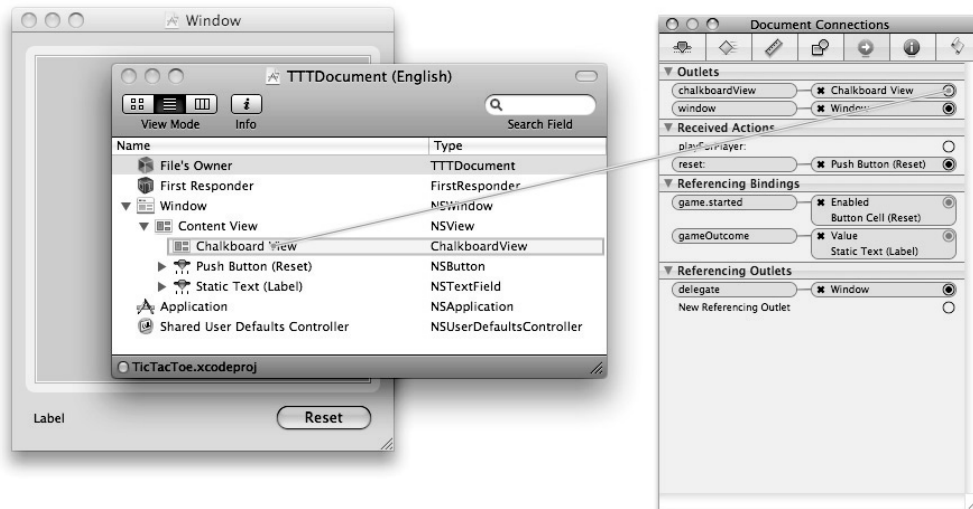 Window
TTTDocument (English)
View Mode
Info
Search Field
Name
Type
File's Owner
TTTDocument
First Responder
FirstResponder
Window
NSWindow
Content View
NSView
Chalkboard View
ChalkboardView
Push Button (Reset)
NSButton
Static Text (Label)
NSTextField
Application
NSApplication
Shared User Defaults Controller
NSUserDefaultsController
TicTacToe.xcodeproj
Label
Reset
Document Connections
Outlets
chalkboardView
Chalkboard View
window
Window
Received Actions
playForPlayer:
reset:
Push Button (Reset)
Referencing Bindings
game.started
Enabled
Button Cell (Reset)
gameOutcome
Value
Static Text (Label)
Referencing Outlets
delegate
Window
New Referencing Outlet